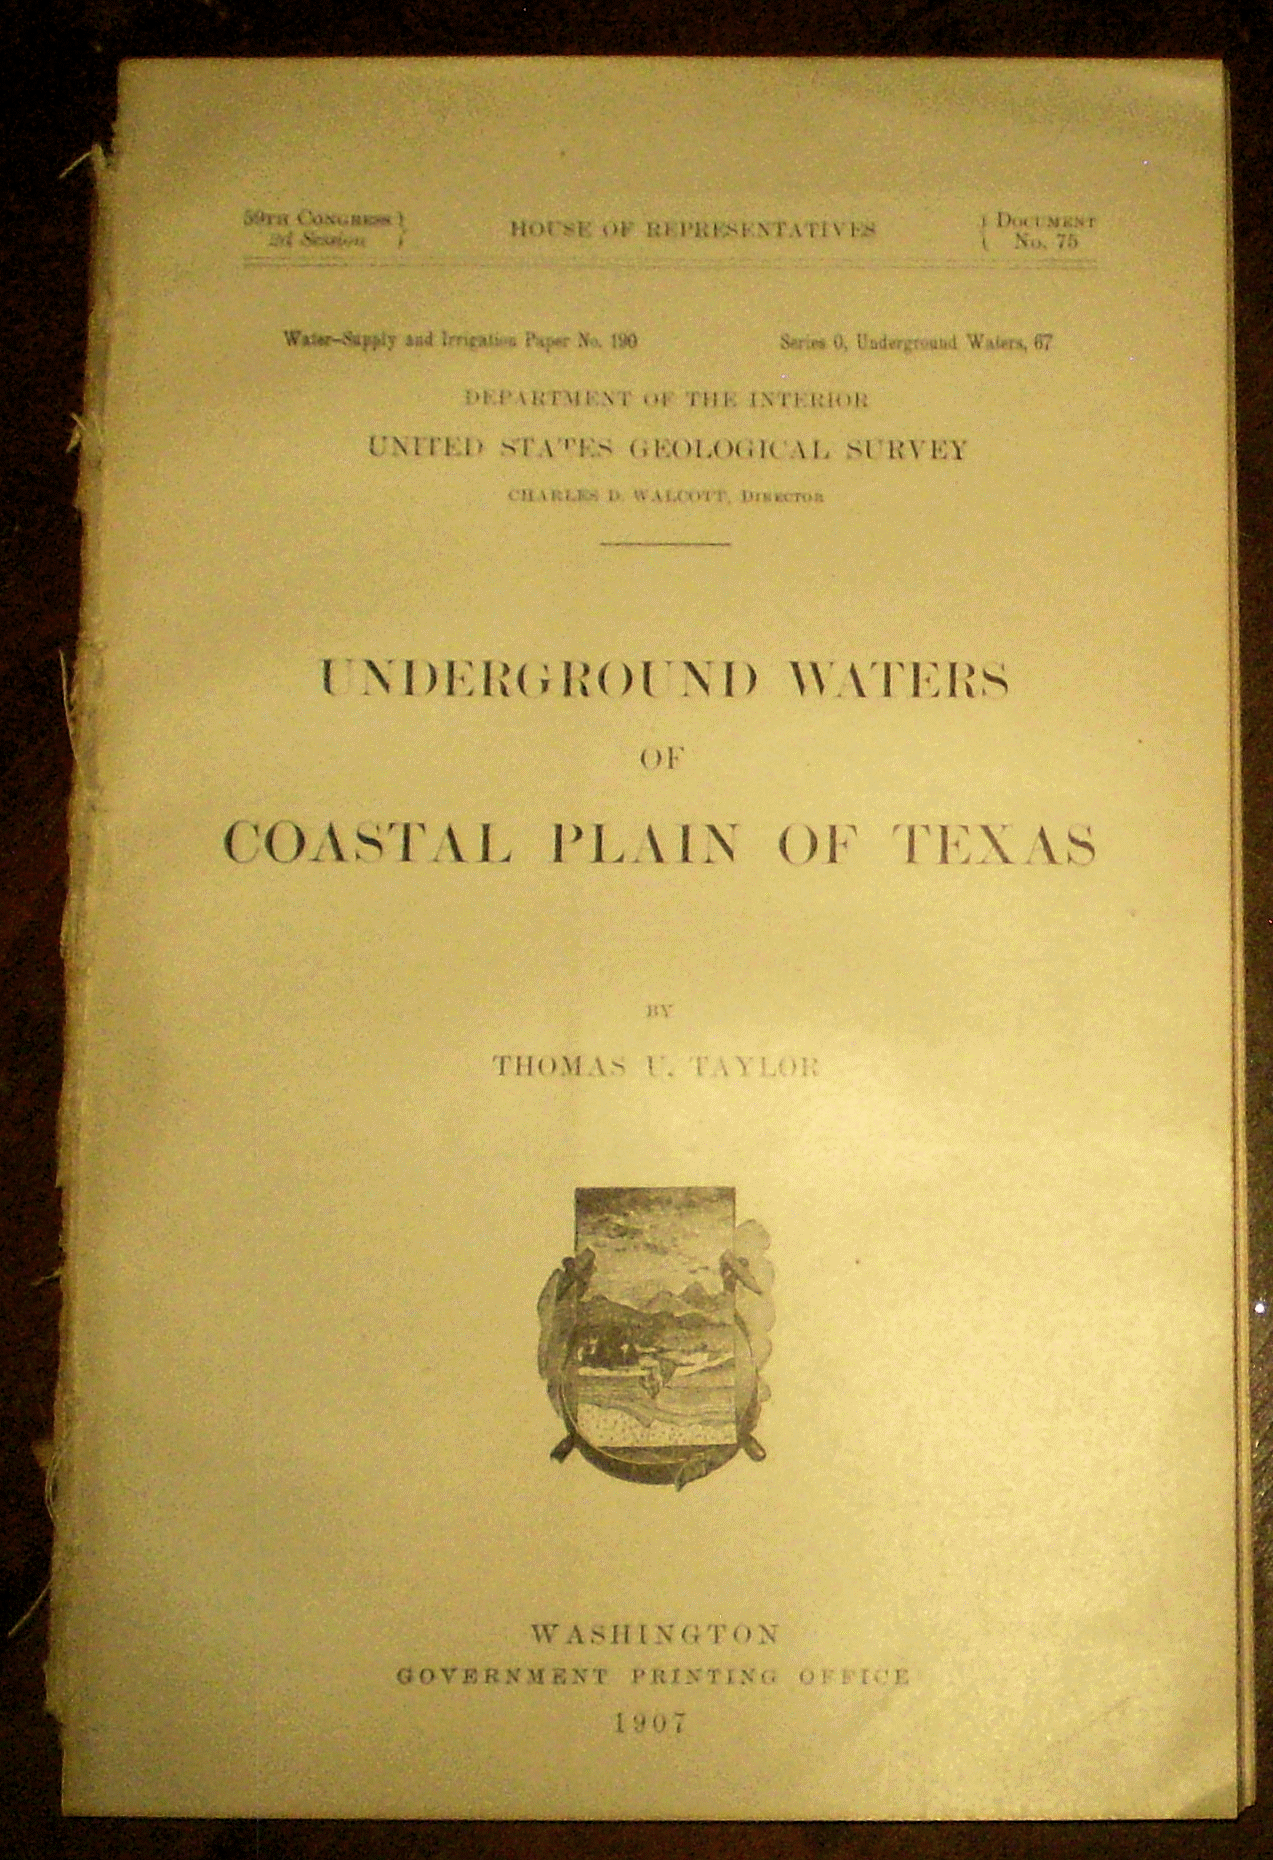 59TH CONGRESS } HOUSE OF REPRESENTATIVES { DOCUMENT
2d Session } { No. 75
Water-Supply and Irrigation Paper No. 190 Series O, Underground Waters, 67
DEPARTMENT OF THE INTERIOR
UNITED STATES GEOLOGICAL SURVEY
CHARLES D. WALCOTT, DIRECTOR
UNDERGROUND WATERS
OF
COASTAL PLAIN OF TEXAS
BY
THOMAS U. TAYLOR
WASHINGTON
GOVERNMENT PRINTING OFFICE
1907